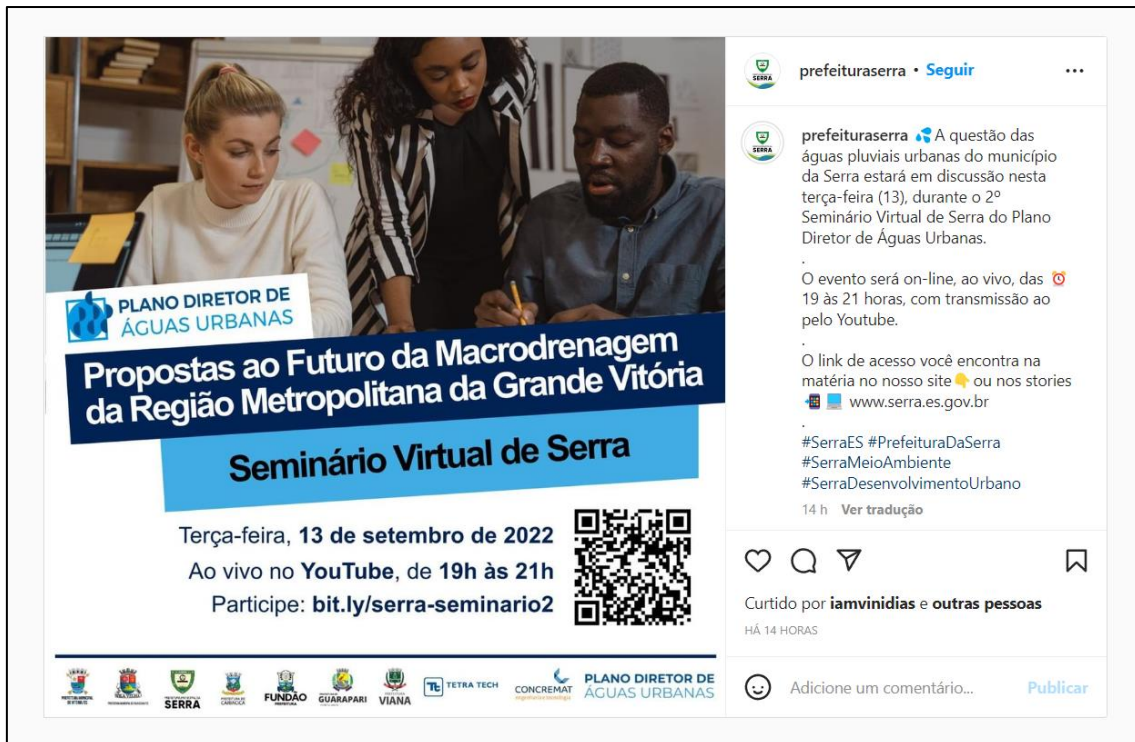 PLANO DIRETOR DE
ÁGUAS URBANAS
Propostas ao Futuro da Macrodrenagem
da Região Metropolitana da Grande Vitória
Seminário Virtual de Serra
Terça-feira, 13 de setembro de 2022
Ao vivo no YouTube, de 19h às 21h
Participe: bit.ly/serra-seminario2
SERRA
FUNDÃO
PREFEITURA
GUARAPARI
VIANA
TETRA TECH
CONCREMAT
PLANO DIRETOR DE
ÁGUAS URBANAS
SERRA
prefeituraserra • Seguir
SERRA
prefeituraserra 💦 A questão das
águas pluviais urbanas do município
da Serra estará em discussão nesta
terça-feira (13), durante o 2º
Seminário Virtual de Serra do Plano
Diretor de Águas Urbanas.
.
O evento será on-line, ao vivo, das ⏰
19 às 21 horas, com transmissão ao
pelo Youtube.
.
O link de acesso você encontra na
matéria no nosso site👇 ou nos stories
📲 💻 www.serra.es.gov.br
.
#SerraES #PrefeituraDaSerra
#SerraMeioAmbiente
#SerraDesenvolvimentoUrbano
14 h Ver tradução
Curtido por iamvinidias e outras pessoas
HÁ 14 HORAS
Adicione um comentário... Publicar